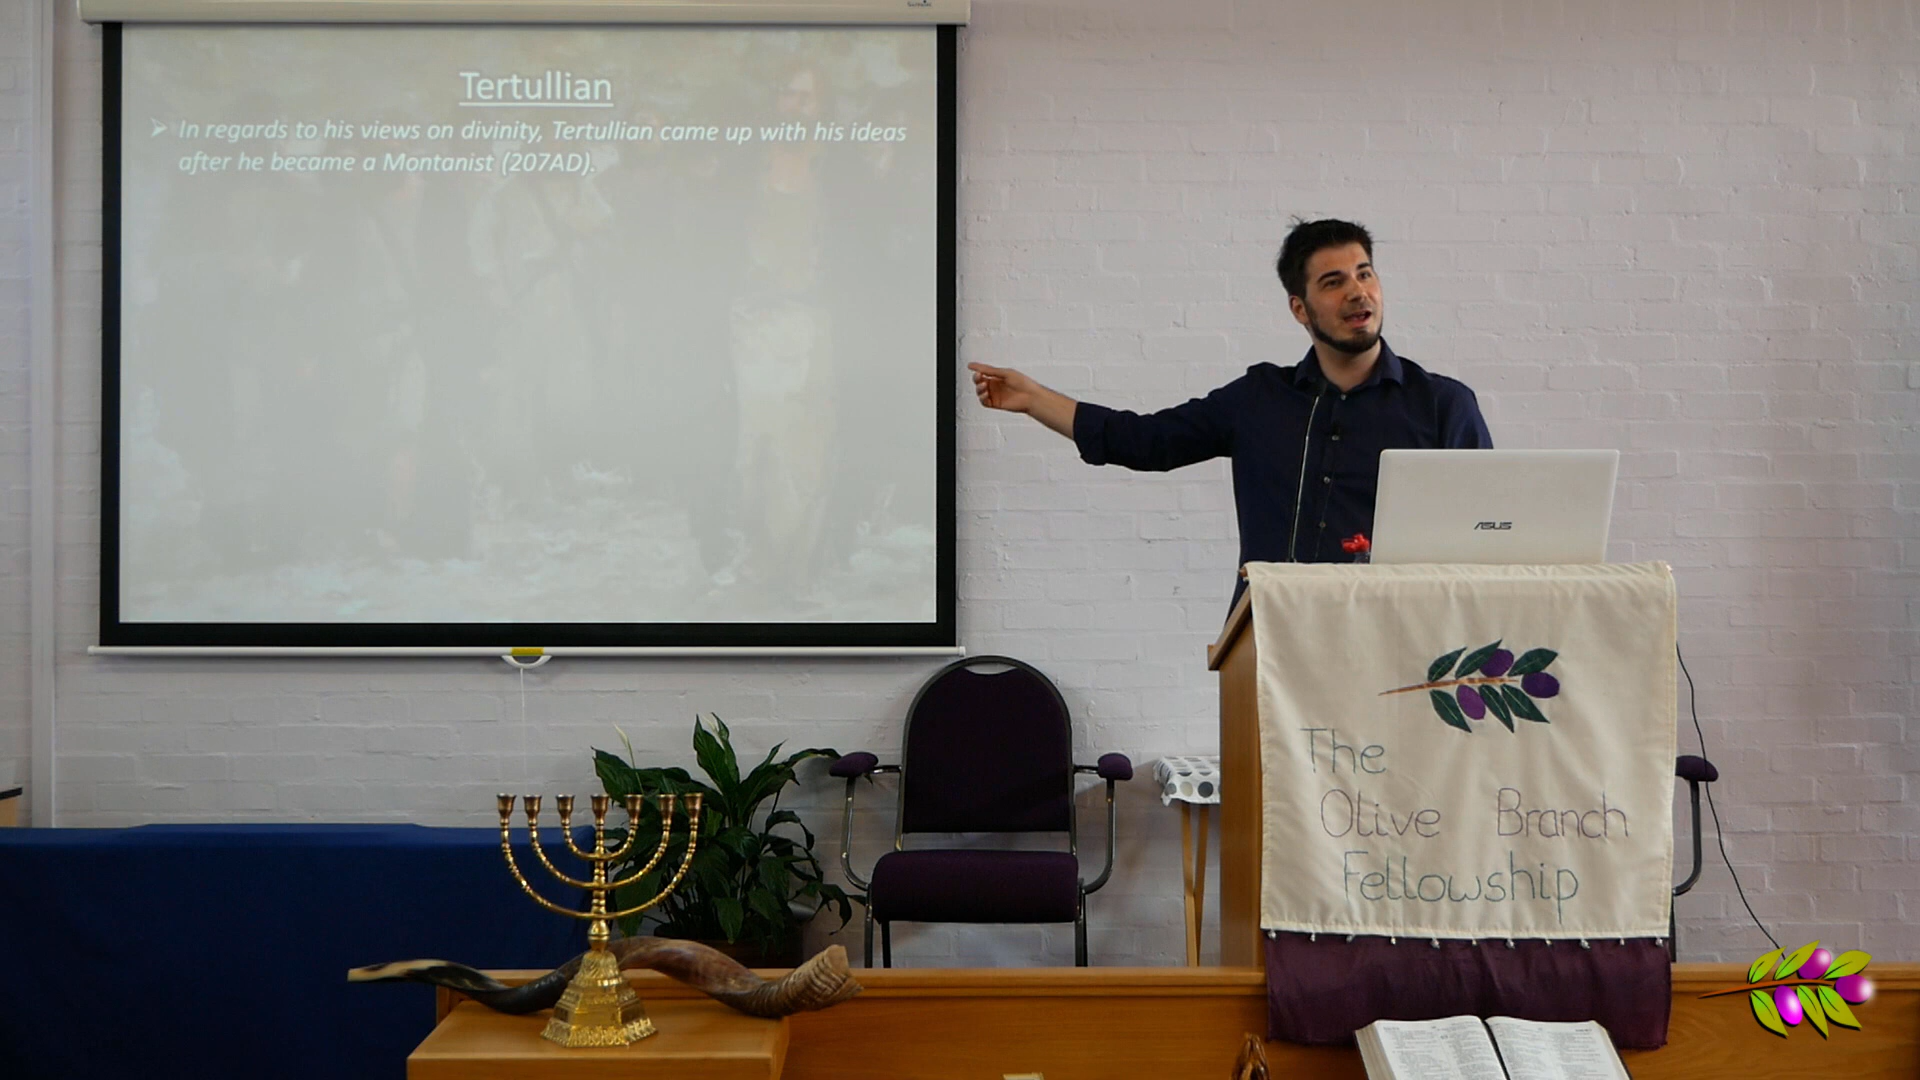 Tertullian
➢ In regards to his views on divinity, Tertullian came up with his ideas
after he became a Montanist (207AD).
ASUS
The
Olive Branch
Fellowship